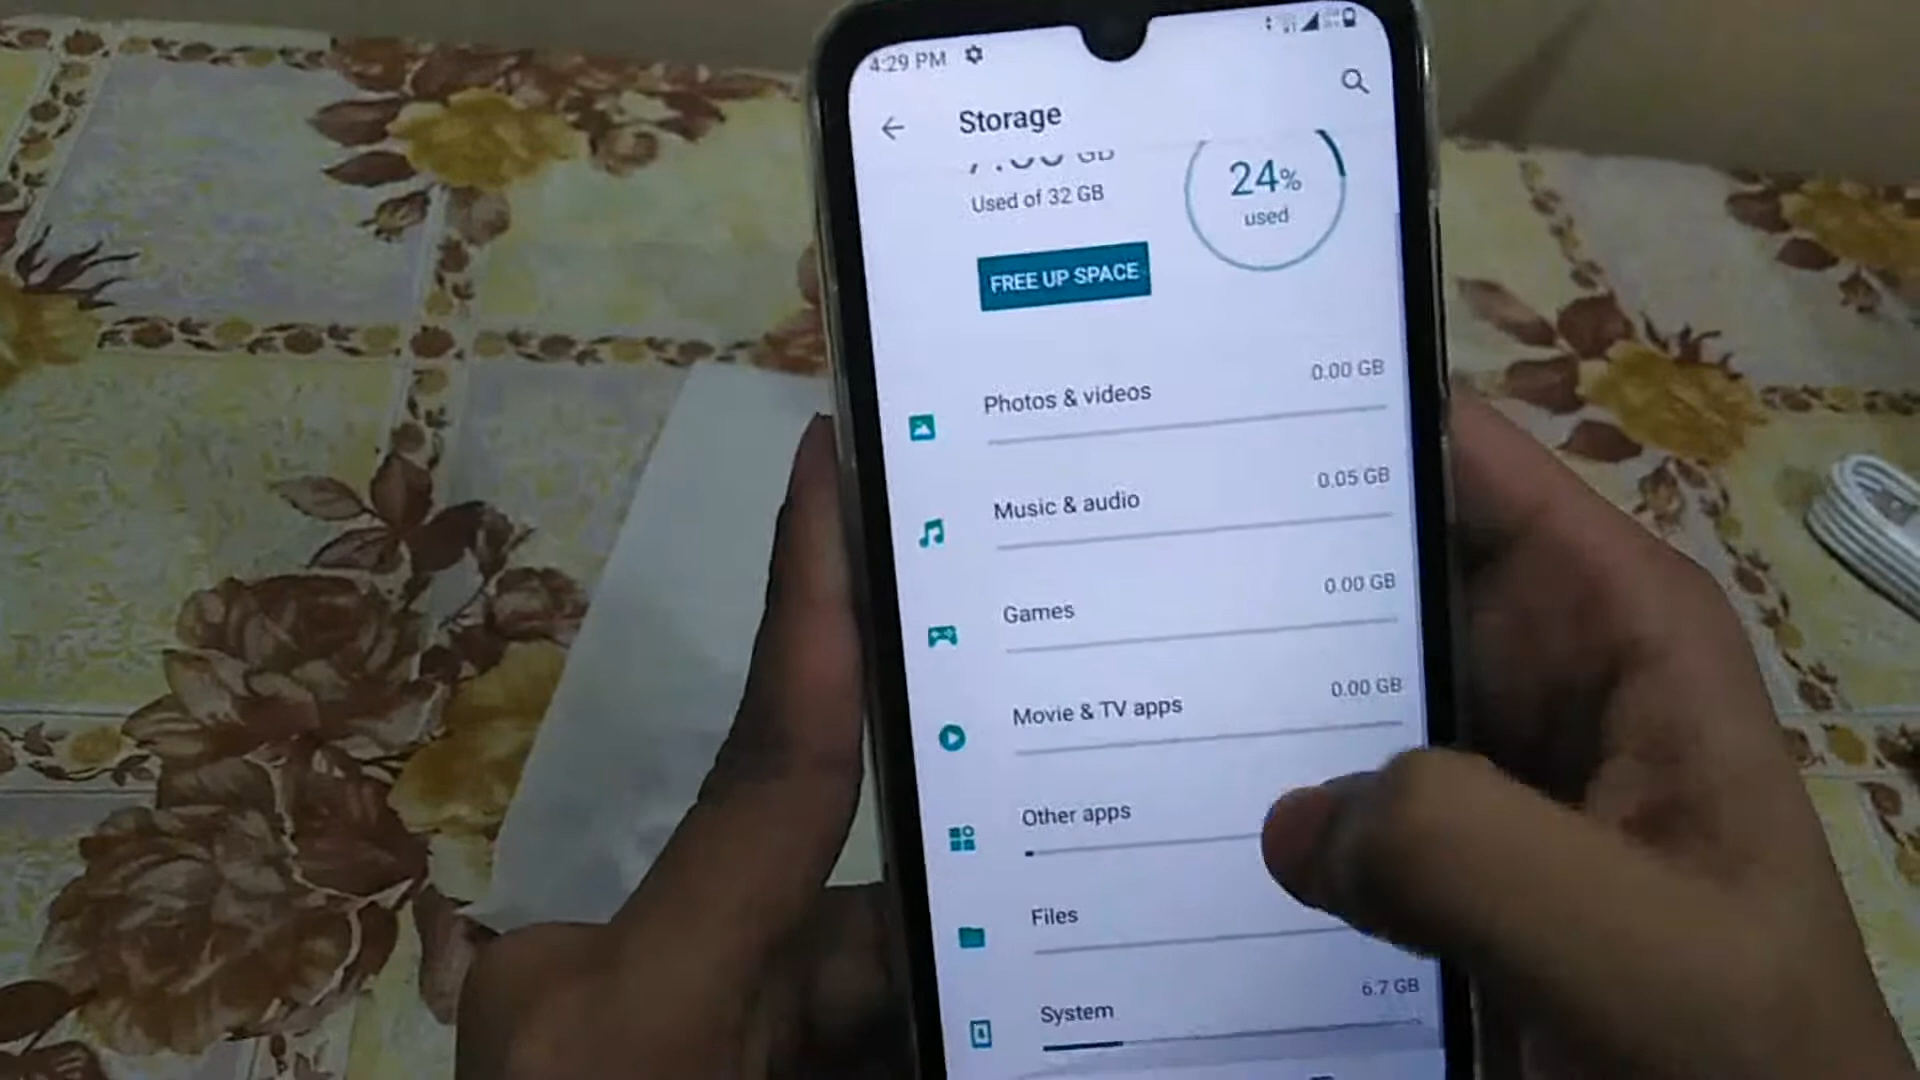 4:29 PM
Storage
GB
Used of 32 GB
24%
used
FREE UP SPACE
Photos & videos
0.00 GB
Music & audio
0.05 GB
Games
0.00 GB
Movie & TV apps
0.00 GB
Other apps
Files
System
6.7 GB